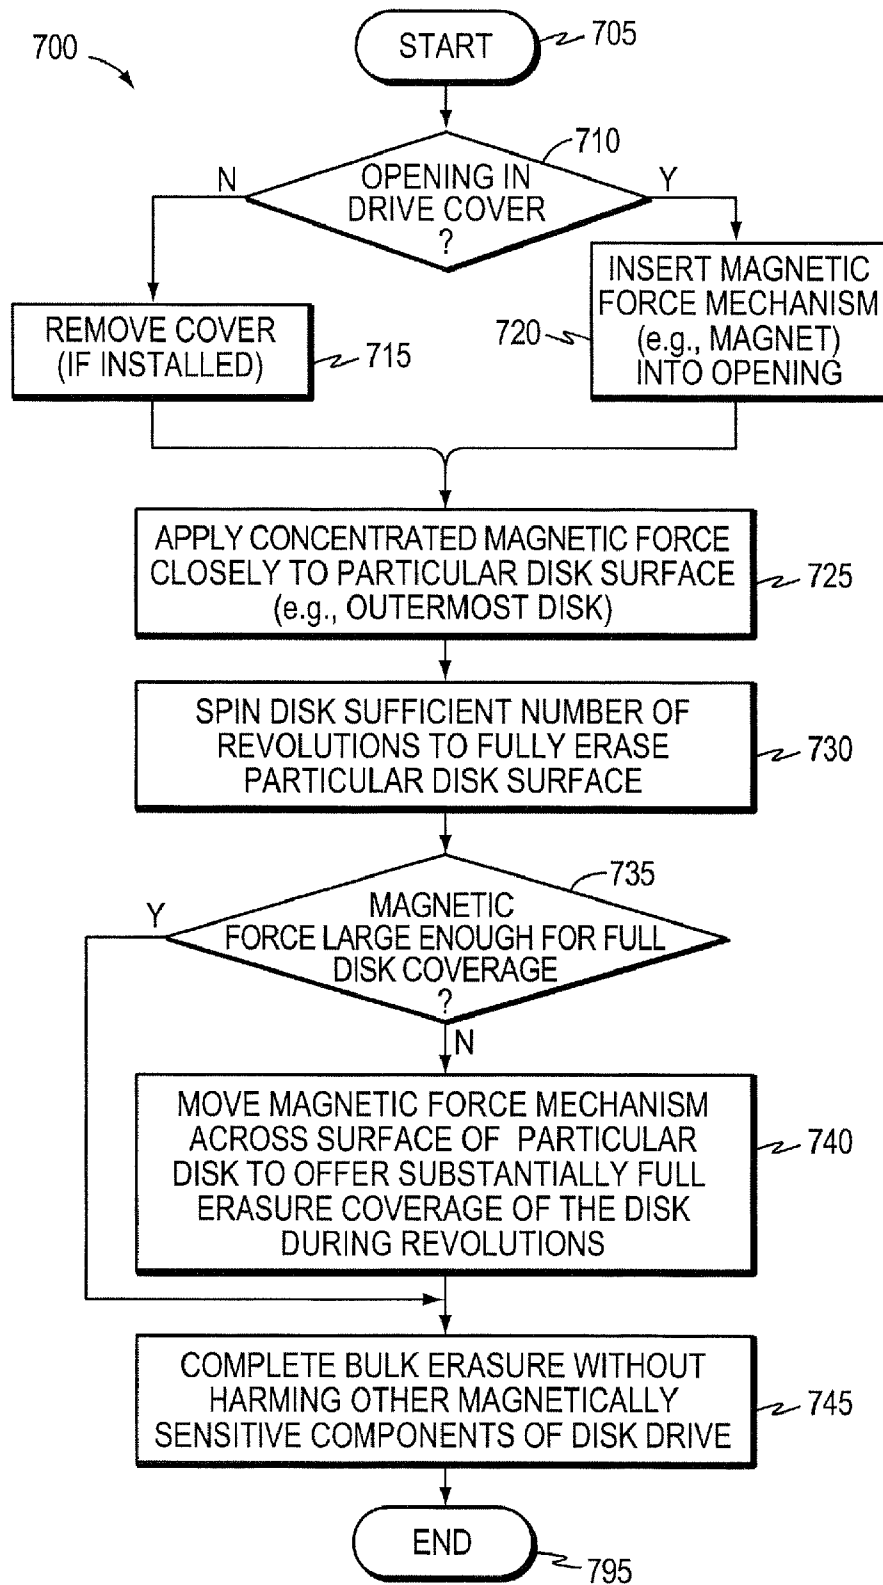 700
START
705
710
N
OPENING IN
DRIVE COVER
?
Y
REMOVE COVER
(IF INSTALLED)
715
INSERT MAGNETIC
FORCE MECHANISM
(e.g., MAGNET)
INTO OPENING
720
APPLY CONCENTRATED MAGNETIC FORCE
CLOSELY TO PARTICULAR DISK SURFACE
(e.g., OUTERMOST DISK)
725
SPIN DISK SUFFICIENT NUMBER OF
REVOLUTIONS TO FULLY ERASE
PARTICULAR DISK SURFACE
730
735
Y
MAGNETIC
FORCE LARGE ENOUGH FOR FULL
DISK COVERAGE
?
N
MOVE MAGNETIC FORCE MECHANISM
ACROSS SURFACE OF PARTICULAR
DISK TO OFFER SUBSTANTIALLY FULL
ERASURE COVERAGE OF THE DISK
DURING REVOLUTIONS
740
COMPLETE BULK ERASURE WITHOUT
HARMING OTHER MAGNETICALLY
SENSITIVE COMPONENTS OF DISK DRIVE
745
END
795